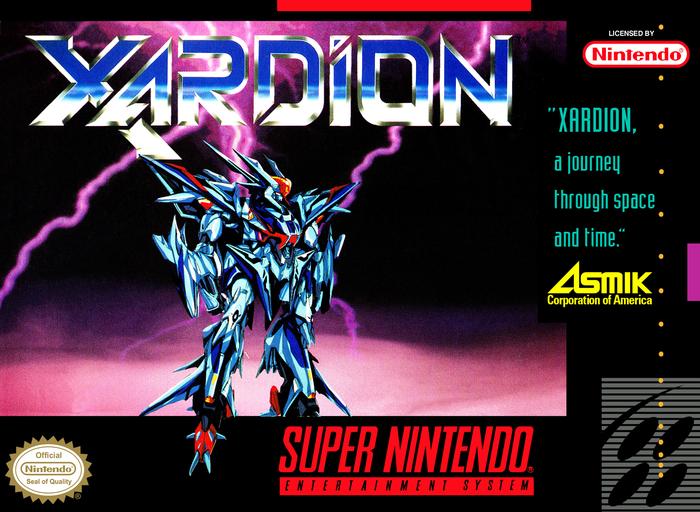 XARDION
LICENSED BY
Nintendo®
"XARDION,
a journey
through space
and time."
ASMIK
Corporation of America
Official
Nintendo
Seal of Quality
®
SUPER NINTENDO®
ENTERTAINMENT SYSTEM